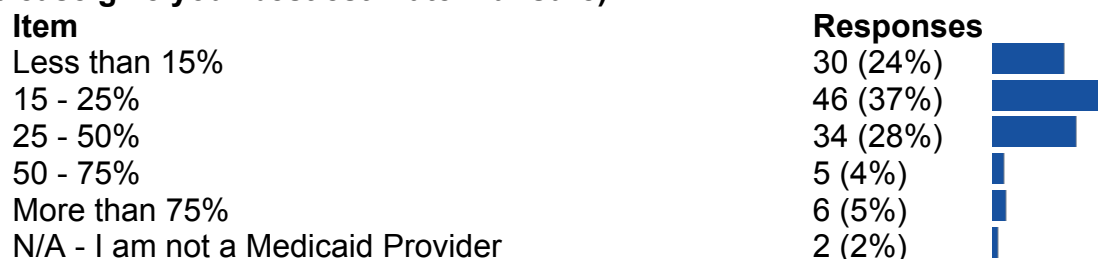 Item Responses
Less than 15% 30 (24%)
15 - 25% 46 (37%)
25 - 50% 34 (28%)
50 - 75% 5 (4%)
More than 75% 6 (5%)
N/A - I am not a Medicaid Provider 2 (2%)